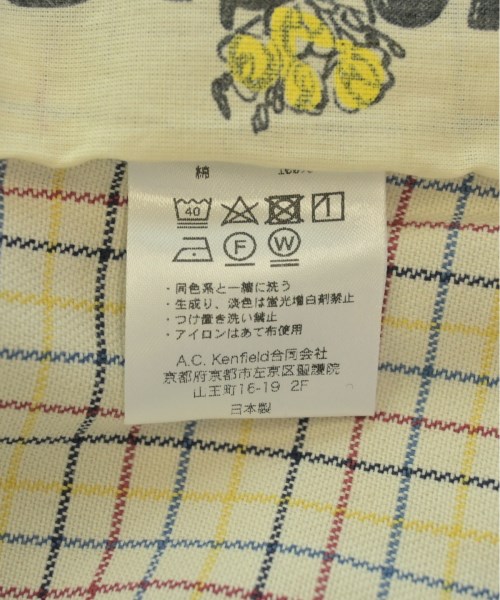 綿 100%
40
F W
・同色系と一緒に洗う
・生成り、淡色は蛍光増白剤禁止
・つけ置き洗い禁止
・アイロンはあて布使用
A.C. Kenfield合同会社
京都府京都市左京区聖護院
山王町16-19 2F
日本製